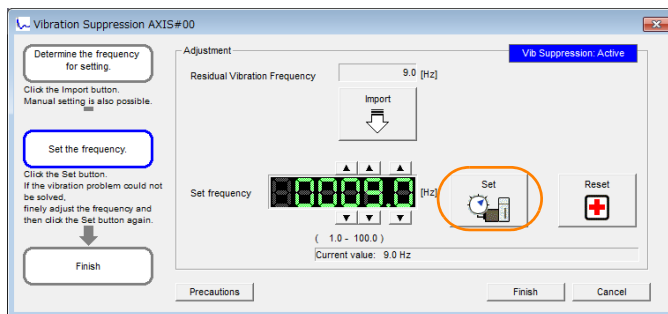 Vibration Suppression AXIS#00
Determine the frequency
for setting.
Click the Import button.
Manual setting is also possible.
Set the frequency.
Click the Set button.
If the vibration problem could not
be solved,
finely adjust the frequency and
then click the Set button again.
Finish
Adjustment
Vib Suppression: Active
Residual Vibration Frequency
9.0 [Hz]
Import
Set frequency
0009.0 [Hz]
Set
Reset
( 1.0 - 100.0 )
Current value: 9.0 Hz
Precautions
Finish
Cancel